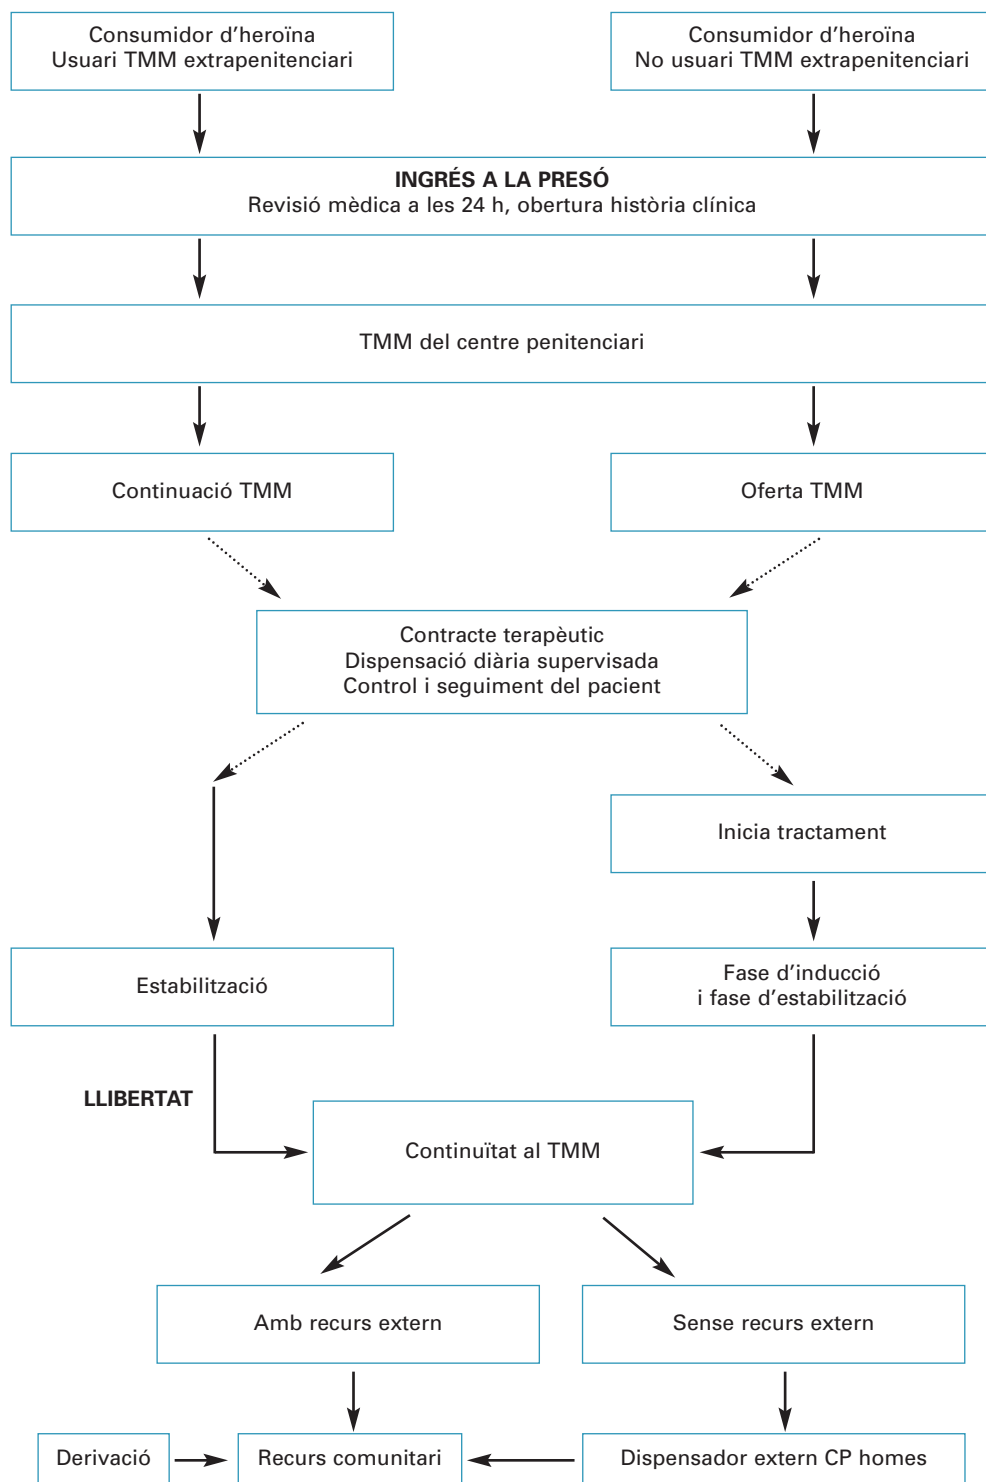 Consumidor d'heroïna
Usuari TMM extrapenitenciari
Consumidor d'heroïna
No usuari TMM extrapenitenciari
INGRÉS A LA PRESÓ
Revisió mèdica a les 24 h, obertura història clínica
TMM del centre penitenciari
Continuació TMM
Oferta TMM
Contracte terapèutic
Dispensació diària supervisada
Control i seguiment del pacient
Inicia tractament
Estabilització
Fase d'inducció
i fase d'estabilització
LLIBERTAT
Continuïtat al TMM
Amb recurs extern
Sense recurs extern
Derivació
Recurs comunitari
Dispensador extern CP homes